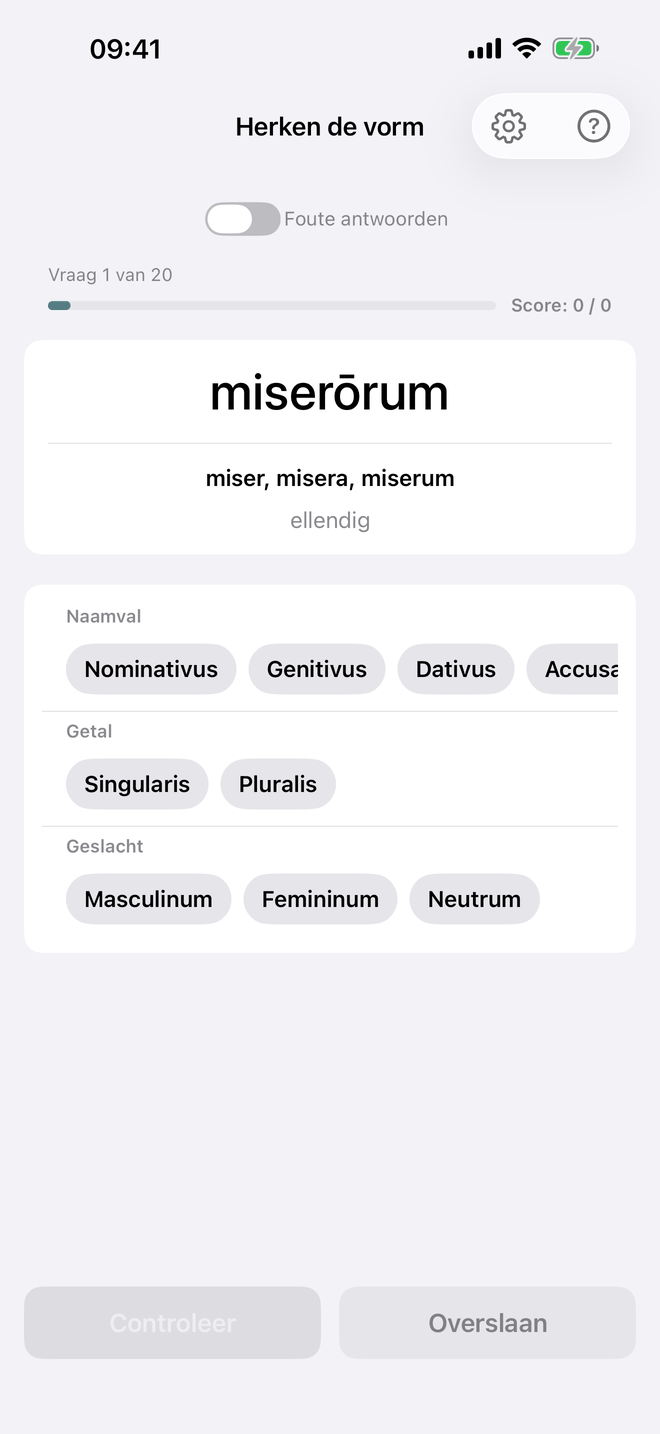 09:41
Herken de vorm
?
Foute antwoorden
Vraag 1 van 20
Score: 0 / 0
miserōrum
miser, misera, miserum
ellendig
Naamval
Nominativus Genitivus Dativus Accusa
Getal
Singularis Pluralis
Geslacht
Masculinum Femininum Neutrum
Controleer Overslaan